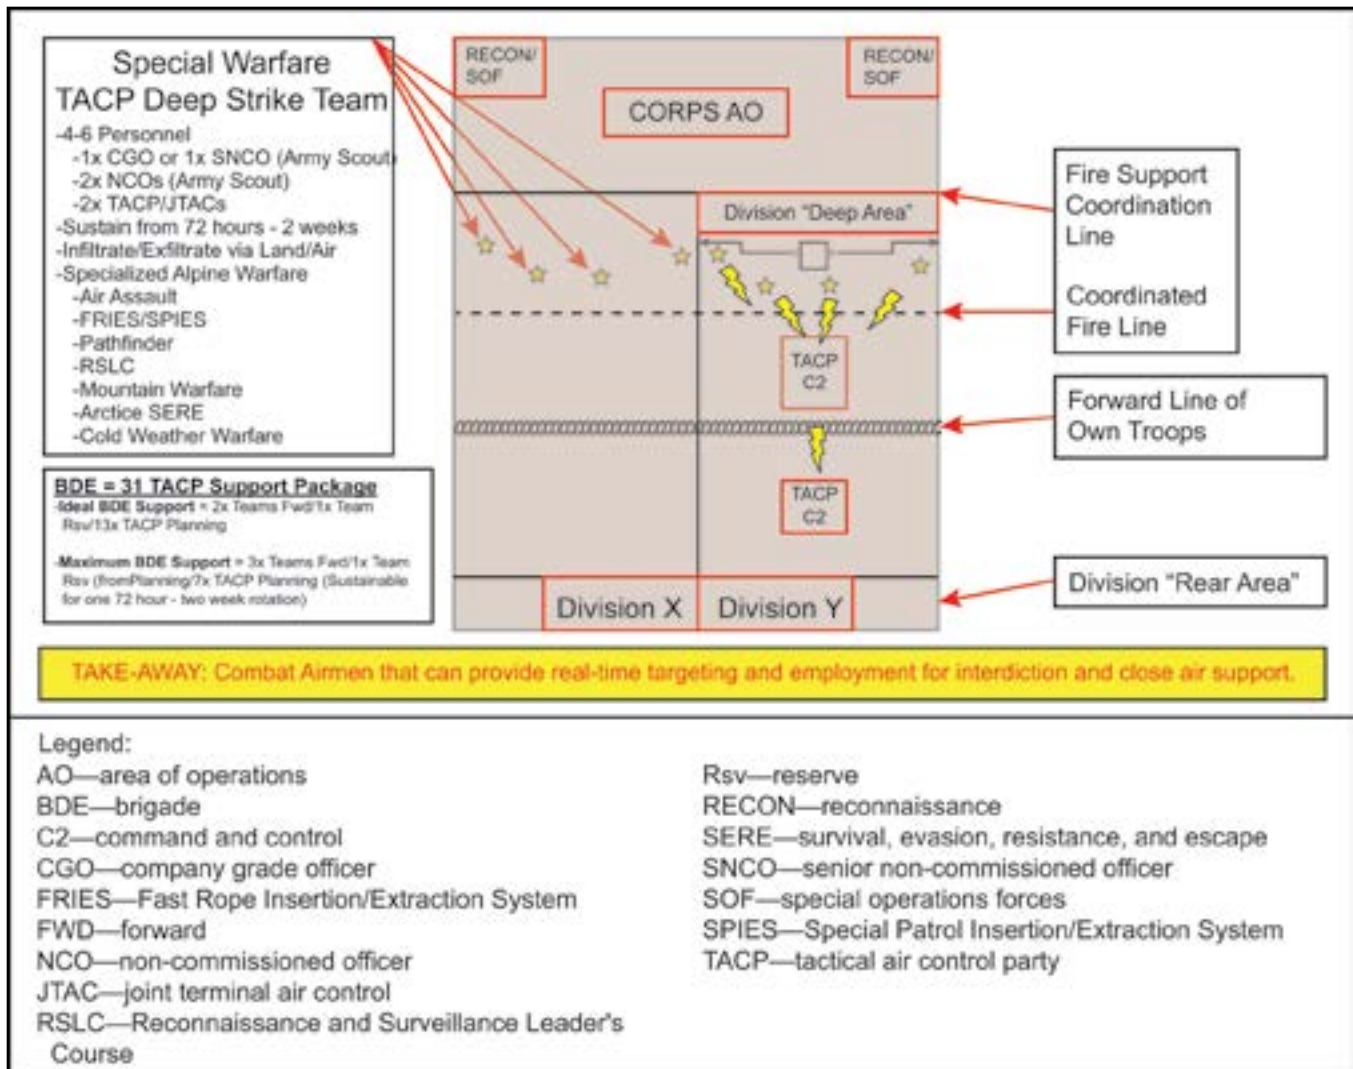 Special Warfare
TACP Deep Strike Team
-4-6 Personnel
-1x CGO or 1x SNCO (Army Scout)
-2x NCOs (Army Scout)
-2x TACP/JTACs
-Sustain from 72 hours - 2 weeks
-Infiltrate/Exfiltrate via Land/Air
-Specialized Alpine Warfare
-Air Assault
-FRIES/SPIES
-Pathfinder
-RSLC
-Mountain Warfare
-Arctice SERE
-Cold Weather Warfare
BDE = 31 TACP Support Package
-Ideal BDE Support = 2x Teams Fwd/1x Team
Rsv/13x TACP Planning
-Maximum BDE Support = 3x Teams Fwd/1x Team
Rsv (fromPlanning/7x TACP Planning (Sustainable
for one 72 hour - two week rotation)
RECON/
SOF
RECON/
SOF
CORPS AO
Division "Deep Area"
TACP
C2
TACP
C2
Division X
Division Y
Fire Support
Coordination
Line
Coordinated
Fire Line
Forward Line of
Own Troops
Division "Rear Area"
TAKE-AWAY: Combat Airmen that can provide real-time targeting and employment for interdiction and close air support.
Legend:
AO—area of operations
BDE—brigade
C2—command and control
CGO—company grade officer
FRIES—Fast Rope Insertion/Extraction System
FWD—forward
NCO—non-commissioned officer
JTAC—joint terminal air control
RSLC—Reconnaissance and Surveillance Leader's
Course
Rsv—reserve
RECON—reconnaissance
SERE—survival, evasion, resistance, and escape
SNCO—senior non-commissioned officer
SOF—special operations forces
SPIES—Special Patrol Insertion/Extraction System
TACP—tactical air control party